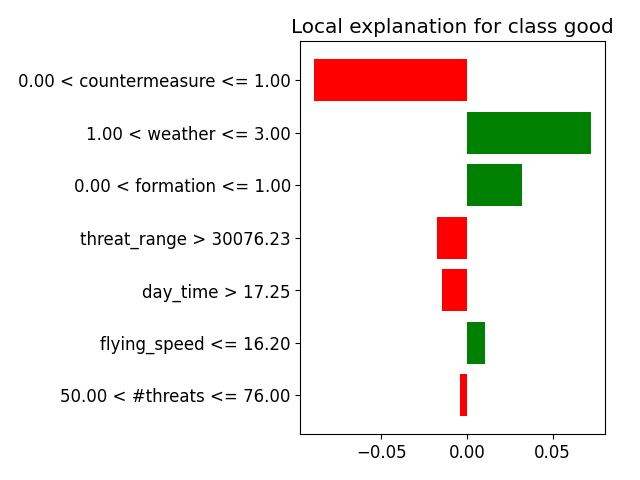 Local explanation for class good
0.00 < countermeasure <= 1.00
1.00 < weather <= 3.00
0.00 < formation <= 1.00
threat_range > 30076.23
day_time > 17.25
flying_speed <= 16.20
50.00 < #threats <= 76.00
−0.05 0.00 0.05